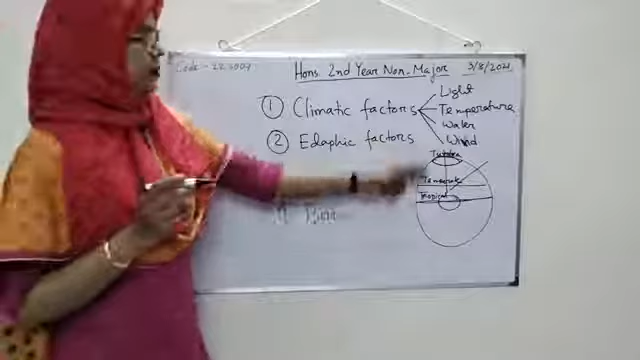 Hons. 2nd Year Non-Major 3/8/2021
① Climatic factors
Light
Temperature
Water
Wind
② Edaphic factors
Tundra
Temperate
Tropical